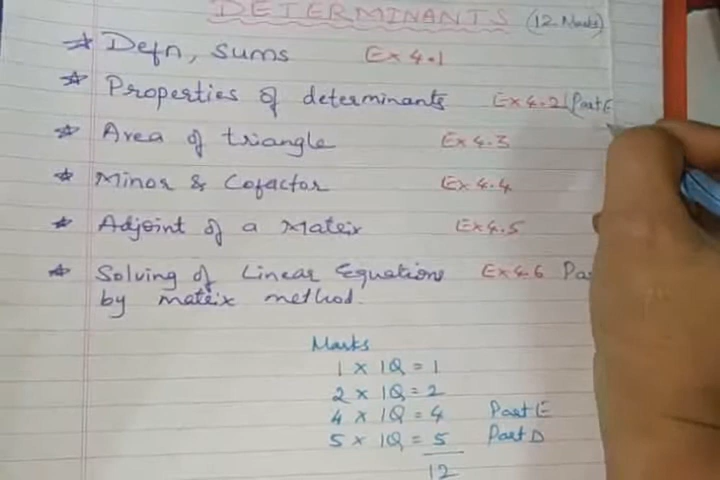 DETERMINANTS (12 Marks)
* Defn, sums Ex 4.1
* Properties of determinants Ex 4.2 (Part E
* Area of triangle Ex 4.3
* Minor & Cofactor Ex 4.4
* Adjoint of a Matrix Ex 4.5
* Solving of Linear Equations Ex 4.6 Pa
by matrix method.
Marks
1 x 1Q = 1
2 x 1Q = 2
4 x 1Q = 4 Part E
5 x 1Q = 5 Part D
12